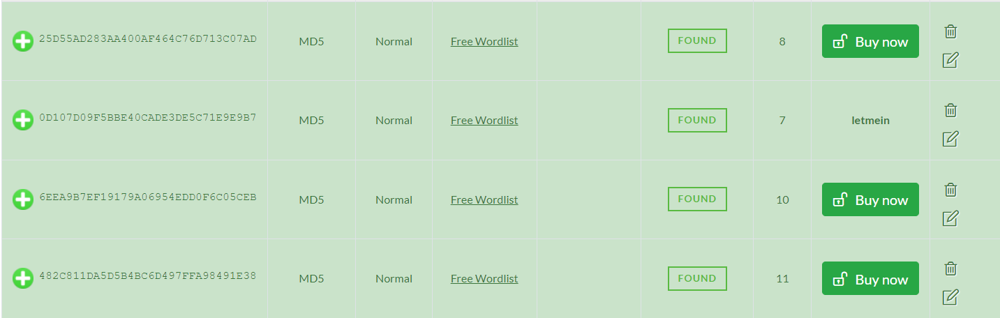 25D55AD283AA400AF464C76D713C07AD MD5 Normal Free Wordlist FOUND 8 Buy now
0D107D09F5BBE40CADE3DE5C71E9E9B7 MD5 Normal Free Wordlist FOUND 7 letmein
6EEA9B7EF19179A06954EDD0F6C05CEB MD5 Normal Free Wordlist FOUND 10 Buy now
482C811DA5D5B4BC6D497FFA98491E38 MD5 Normal Free Wordlist FOUND 11 Buy now